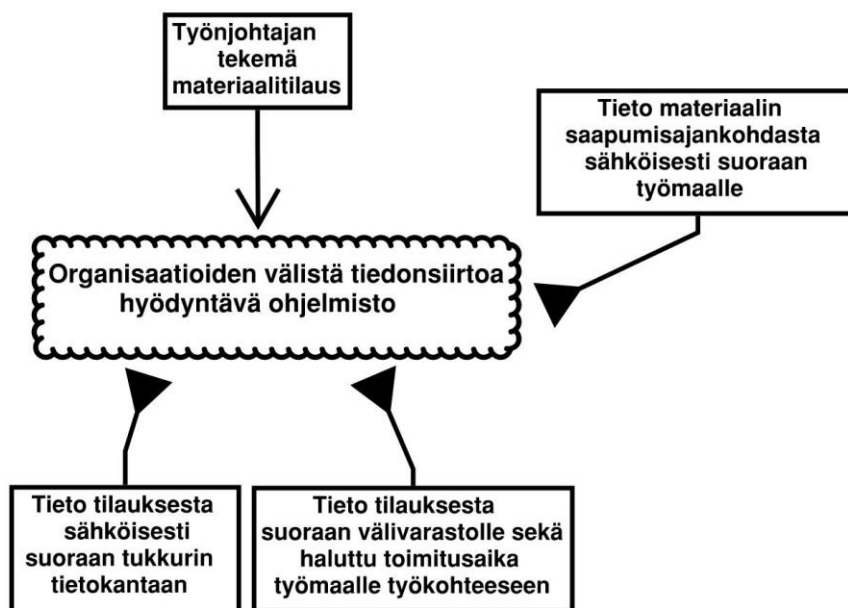 Työnjohtajan
tekemä
materiaalitilaus
Tieto materiaalin
saapumisajankohdasta
sähköisesti suoraan
työmaalle
Organisaatioiden välistä tiedonsiirtoa
hyödyntävä ohjelmisto
Tieto tilauksesta
sähköisesti
suoraan tukkurin
tietokantaan
Tieto tilauksesta
suoraan välivarastolle sekä
haluttu toimitusaika
työmaalle työkohteeseen